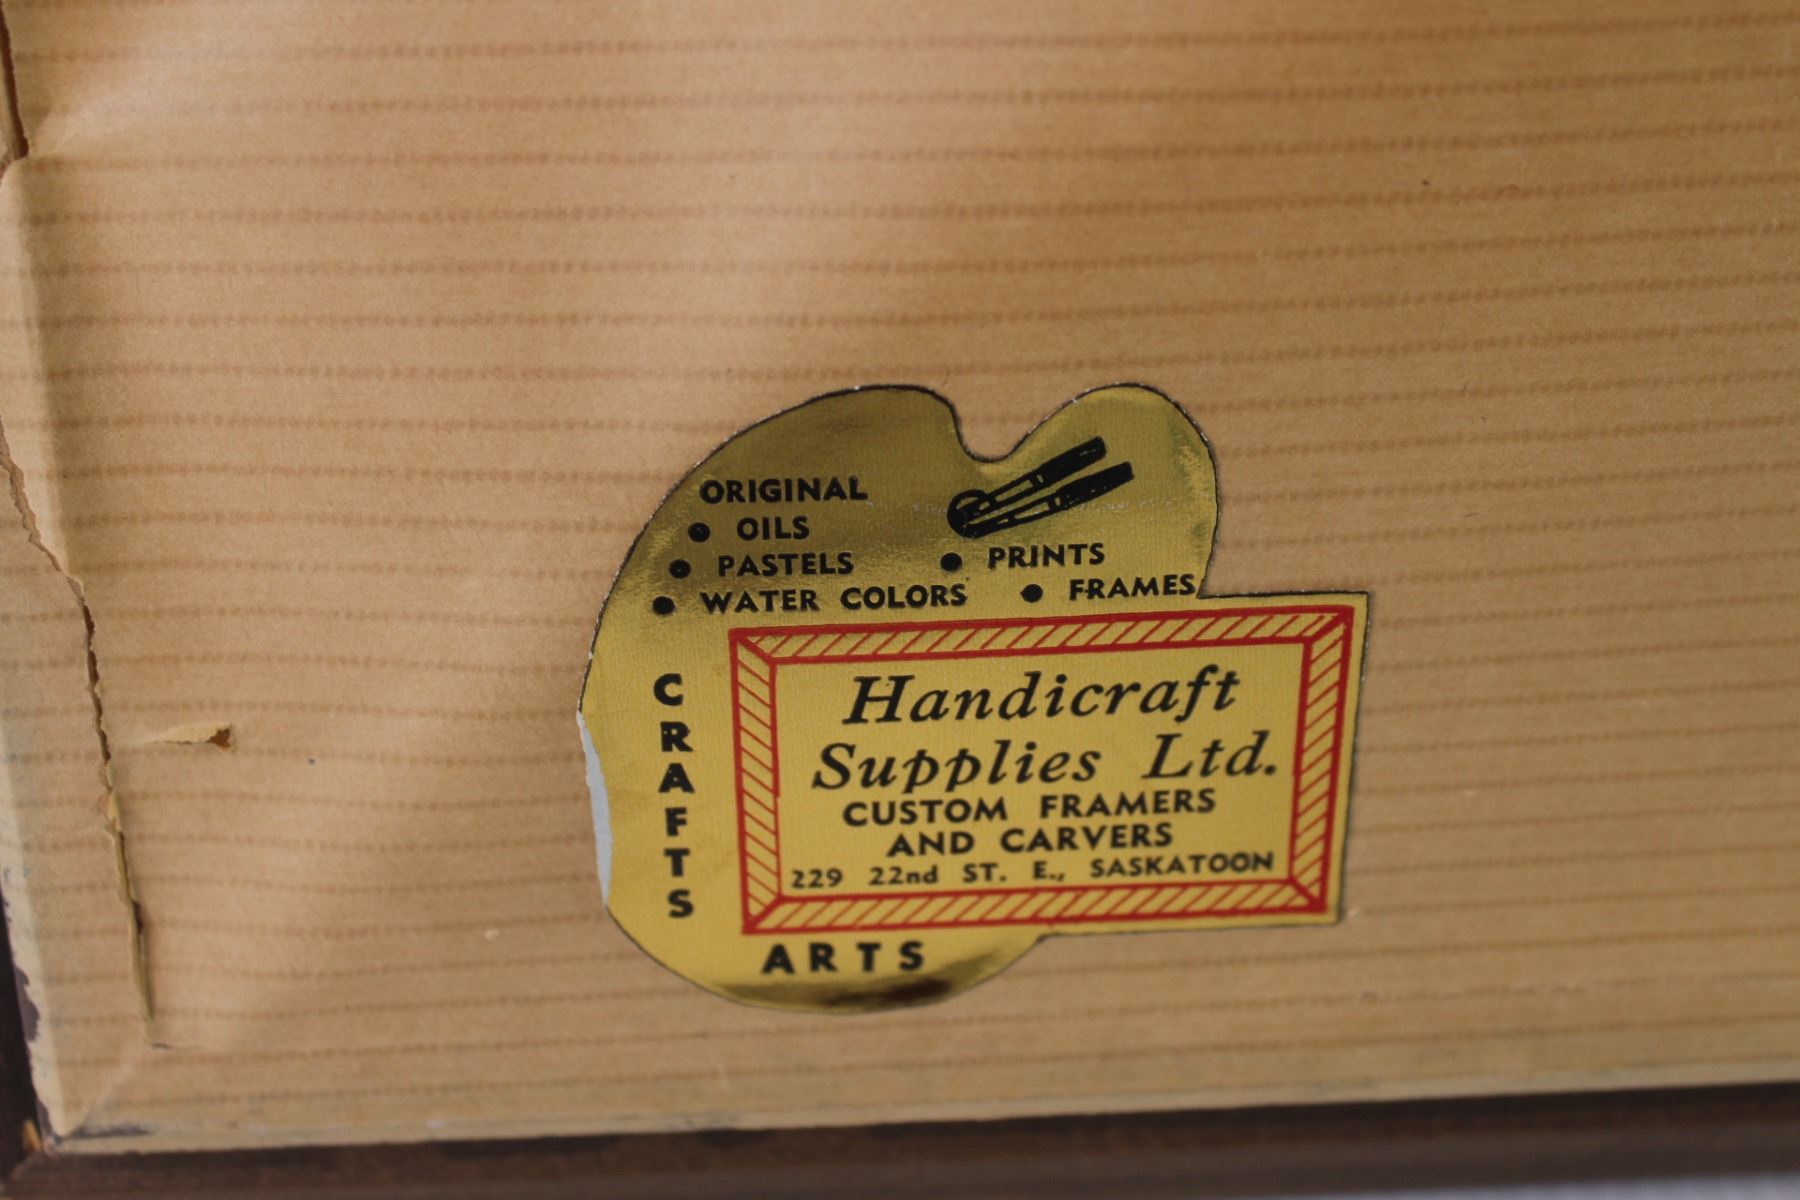 ORIGINAL
• OILS
• PASTELS • PRINTS
• WATER COLORS • FRAMES
CRAFTS
Handicraft
Supplies Ltd.
CUSTOM FRAMERS
AND CARVERS
229 22nd ST. E., SASKATOON
ARTS